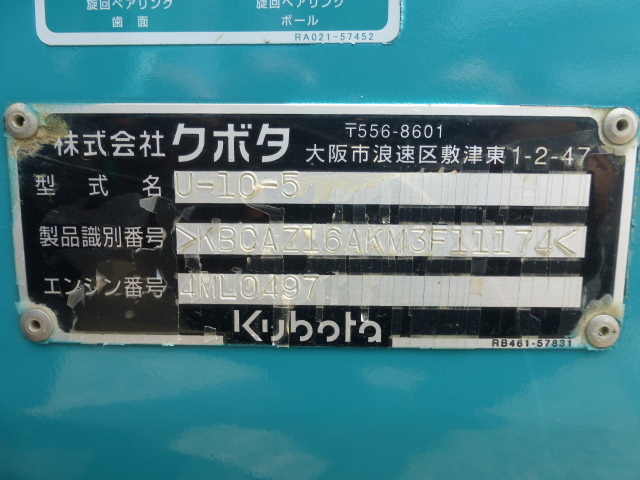 旋回ベアリング 旋回ベアリング
歯面 ボール
RA021-57452
株式会社クボタ 〒556-8601
大阪市浪速区敷津東1-2-47
型式名 U-10-5
製品識別番号 >KBCAZ16AKM3F11174<
エンジン番号 4ML0497
Kubota
RB461-57831